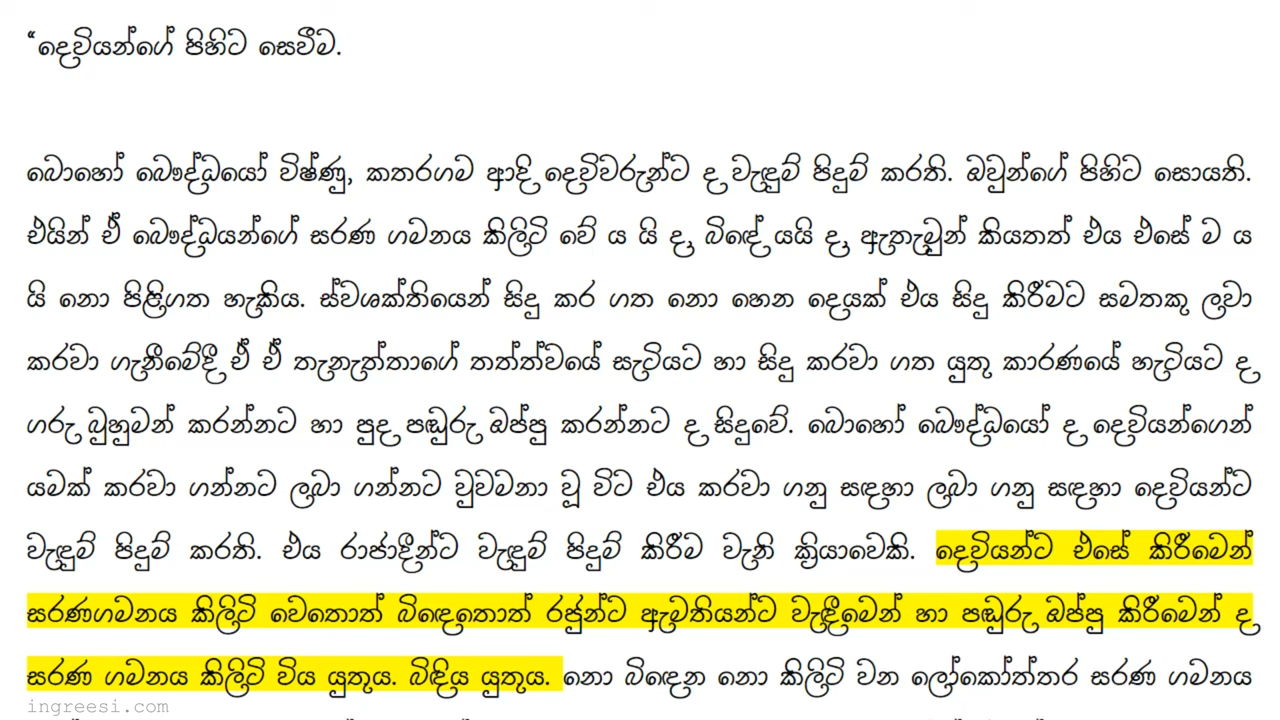 “දෙවියන්ගේ පිහිට සෙවීම.
බොහෝ බෞද්ධයෝ විෂ්ණු, කතරගම ආදි දෙවිවරුන්ට ද වැඳුම් පිදුම් කරති. ඔවුන්ගේ පිහිට සොයති.
එයින් ඒ බෞද්ධයන්ගේ සරණ ගමනය කිලිටි වේ ය යි ද, බිඳේ යයි ද, ඇතැමුන් කියතත් එය එසේ ම ය
යි නො පිළිගත හැකිය. ස්වශක්තියෙන් සිදු කර ගත නො හෙන දෙයක් එය සිදු කිරීමට සමතකු ලවා
කරවා ගැනීමේදී ඒ ඒ තැනැත්තාගේ තත්ත්වයේ සැටියට හා සිදු කරවා ගත යුතු කාරණයේ හැටියට ද
ගරු බුහුමන් කරන්නට හා පුද පඬුරු ඔප්පු කරන්නට ද සිදුවේ. බොහෝ බෞද්ධයෝ ද දෙවියන්ගෙන්
යමක් කරවා ගන්නට ලබා ගන්නට වුවමනා වූ විට එය කරවා ගනු සඳහා ලබා ගනු සඳහා දෙවියන්ට
වැඳුම් පිදුම් කරති. එය රාජාදීන්ට වැඳුම් පිදුම් කිරීම වැනි ක්‍රියාවෙකි. දෙවියන්ට එසේ කිරීමෙන්
සරණගමනය කිලිටි වෙතොත් බිඳෙතොත් රජුන්ට ඇමතියන්ට වැඳීමෙන් හා පඬුරු ඔප්පු කිරීමෙන් ද
සරණ ගමනය කිලිටි විය යුතුය. බිඳිය යුතුය. නො බිඳෙන නො කිලිටි වන ලෝකෝත්තර සරණ ගමනය
ingreesi.com